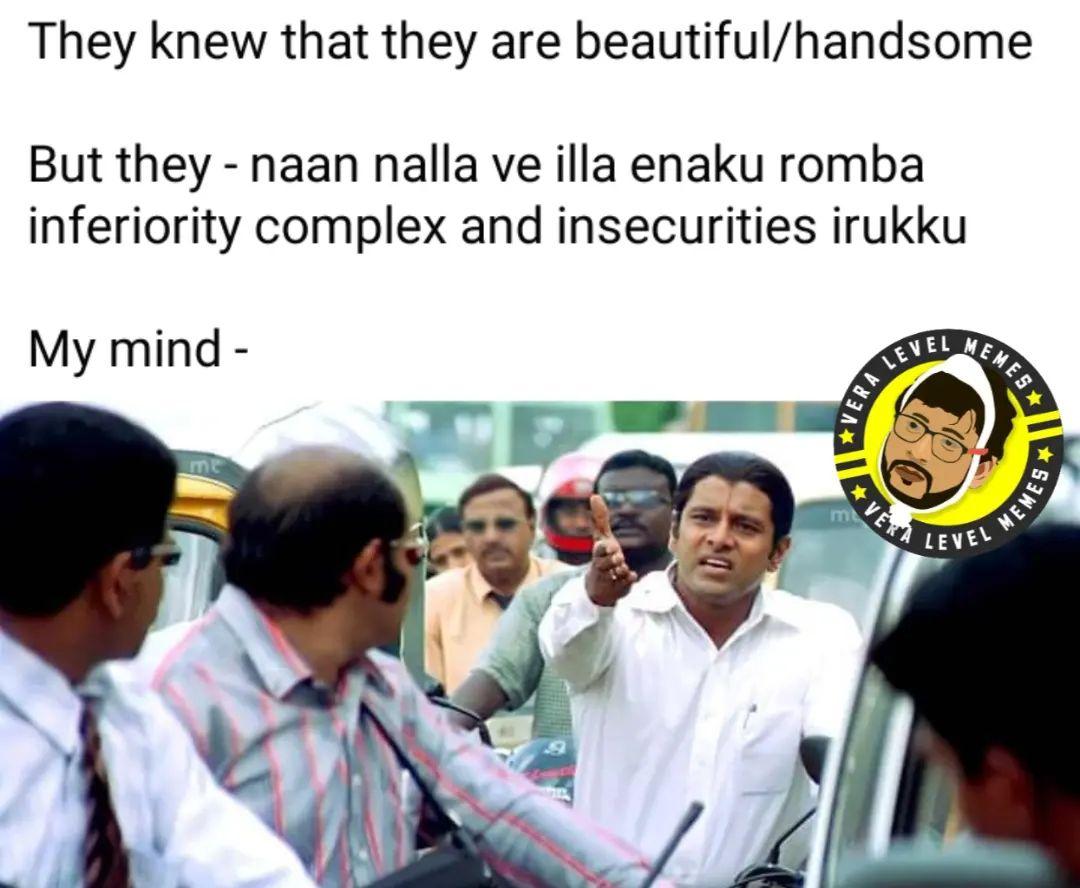 They knew that they are beautiful/handsome
But they - naan nalla ve illa enaku romba
inferiority complex and insecurities irukku
My mind -
VERA LEVEL MEMES
VERA LEVEL MEMES
mc